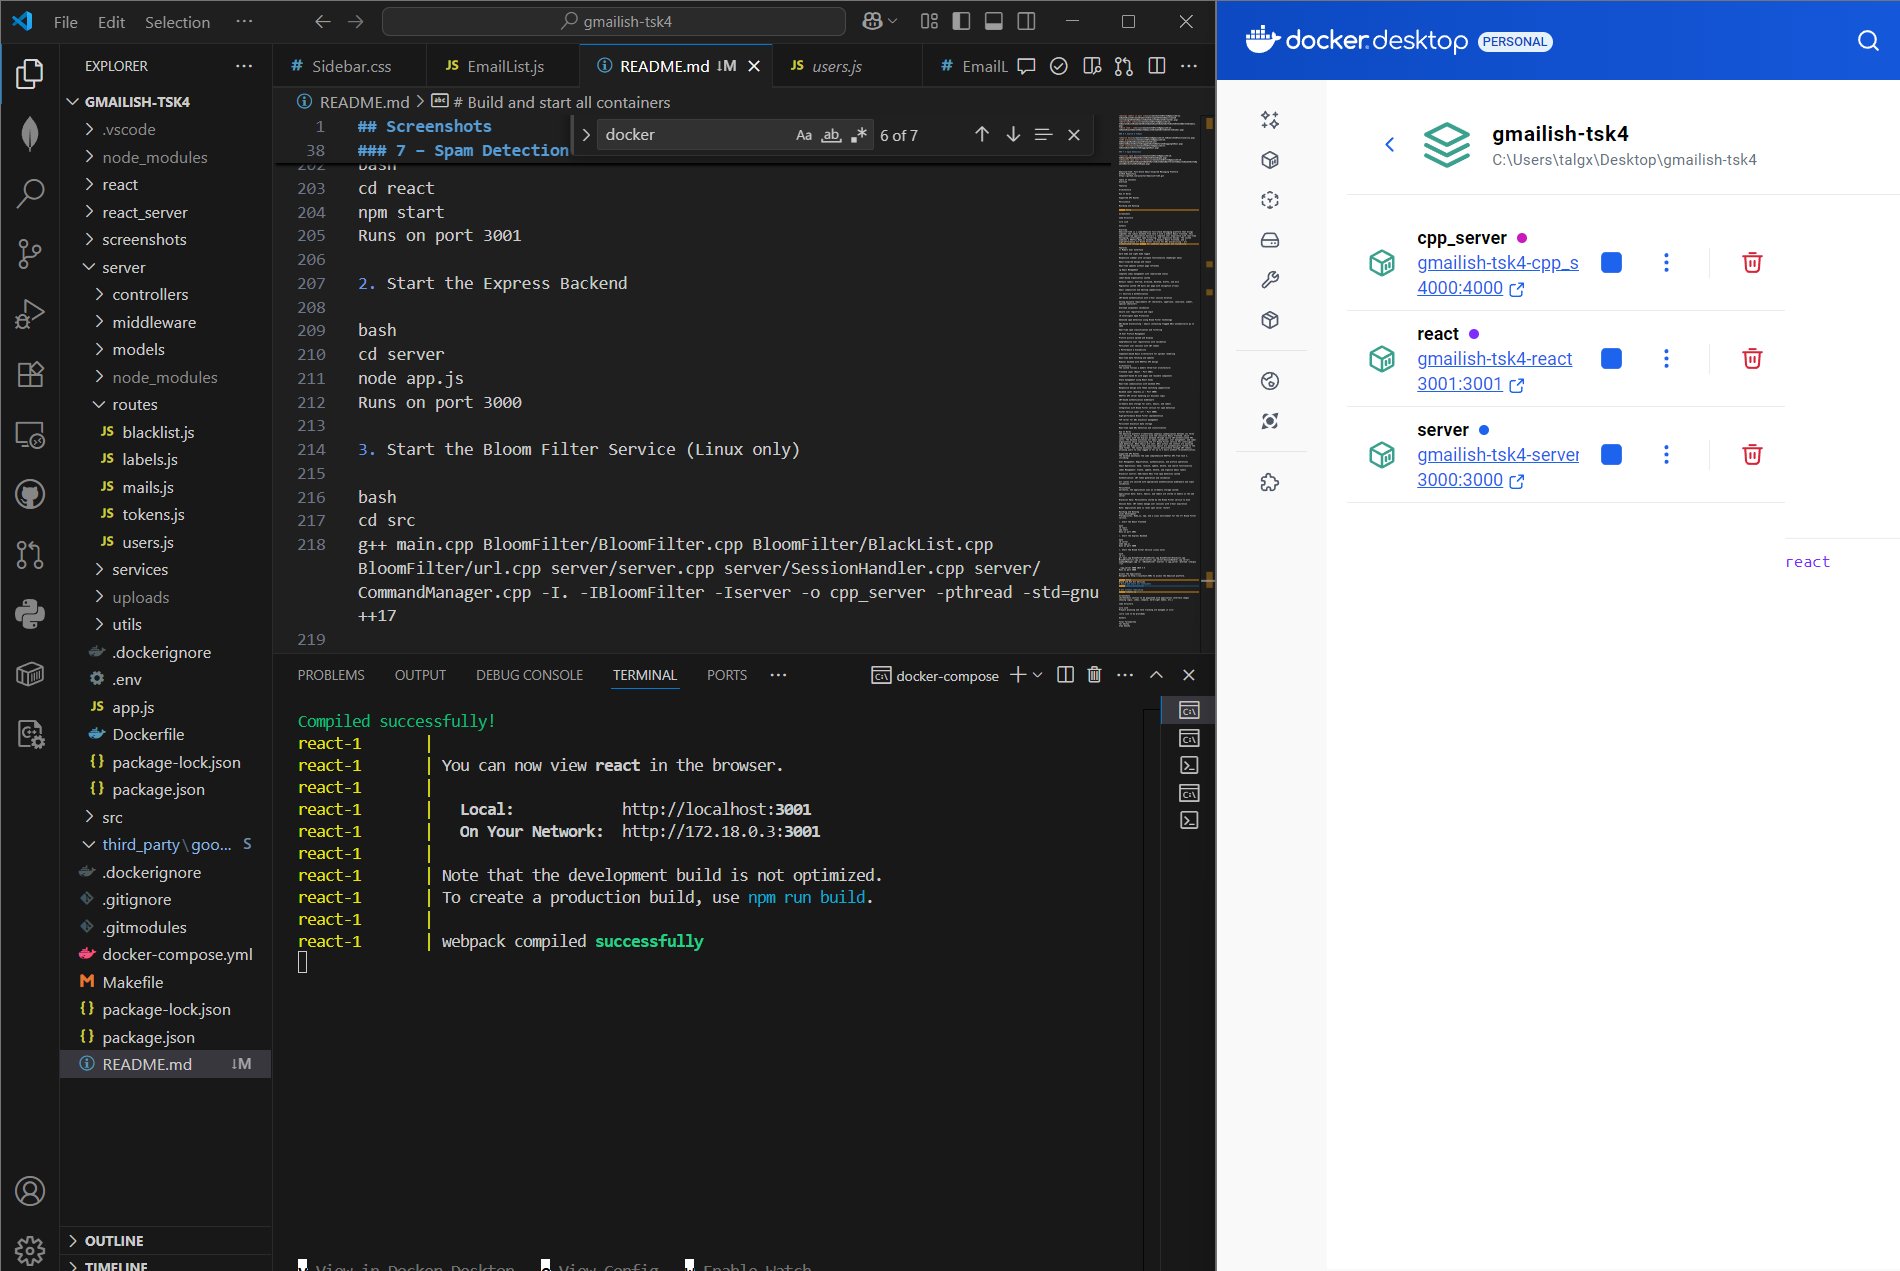 File Edit Selection ··· gmailish-tsk4
EXPLORER
GMAILISH-TSK4
.vscode
node_modules
react
react_server
screenshots
server
controllers
middleware
models
node_modules
routes
JS blacklist.js
JS labels.js
JS mails.js
JS tokens.js
JS users.js
services
uploads
utils
.dockerignore
.env
JS app.js
Dockerfile
{} package-lock.json
{} package.json
src
third_party\goo... S
.dockerignore
.gitignore
.gitmodules
docker-compose.yml
Makefile
{} package-lock.json
{} package.json
README.md ↓M
OUTLINE
TIMELINE
# Sidebar.css JS EmailList.js README.md ↓M JS users.js # EmailL
README.md > # Build and start all containers
docker Aa ab 6 of 7
1 ## Screenshots
38 ### 7 – Spam Detection
202 bash
203 cd react
204 npm start
205 Runs on port 3001
206
207 2. Start the Express Backend
208
209 bash
210 cd server
211 node app.js
212 Runs on port 3000
213
214 3. Start the Bloom Filter Service (Linux only)
215
216 bash
217 cd src
218 g++ main.cpp BloomFilter/BloomFilter.cpp BloomFilter/BlackList.cpp
BloomFilter/url.cpp server/server.cpp server/SessionHandler.cpp server/
CommandManager.cpp -I. -IBloomFilter -Iserver -o cpp_server -pthread -std=gnu
++17
219
PROBLEMS OUTPUT DEBUG CONSOLE TERMINAL PORTS ··· docker-compose
Compiled successfully!
react-1 |
react-1 | You can now view react in the browser.
react-1 |
react-1 | Local: http://localhost:3001
react-1 | On Your Network: http://172.18.0.3:3001
react-1 |
react-1 | Note that the development build is not optimized.
react-1 | To create a production build, use npm run build.
react-1 |
react-1 | webpack compiled successfully
View in Docker Desktop View Config Enable Watch
docker.desktop PERSONAL
gmailish-tsk4
C:\Users\talgx\Desktop\gmailish-tsk4
cpp_server
gmailish-tsk4-cpp_s
4000:4000
react
gmailish-tsk4-react
3001:3001
server
gmailish-tsk4-server
3000:3000
react